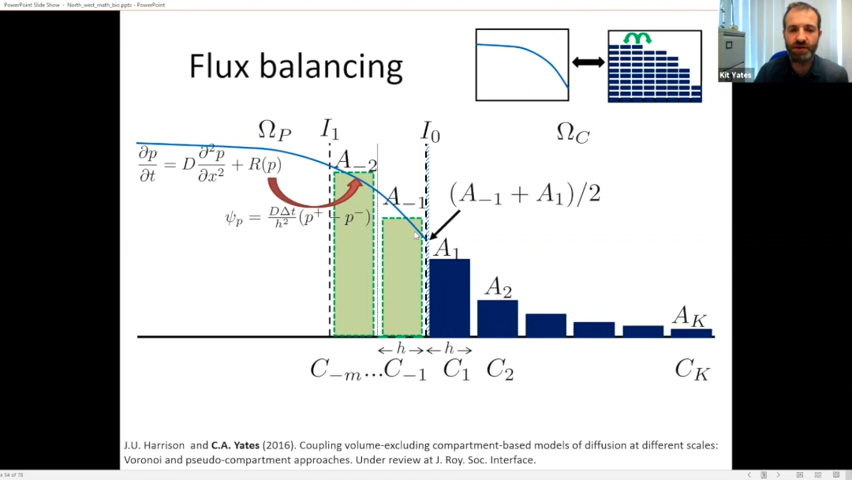 PowerPoint Slide Show - North_west_math_bio.pptx - PowerPoint
Kit Yates
Flux balancing
Ω_P I_1 I_0 Ω_C
∂p/∂t = D ∂²p/∂x² + R(p)
A_{-2}
A_{-1}
(A_{-1} + A_1)/2
ψ_p = DΔt/h² (p⁺ − p⁻)
A_1
A_2
A_K
h h
C_{-m}...C_{-1} C_1 C_2 C_K
J.U. Harrison and C.A. Yates (2016). Coupling volume-excluding compartment-based models of diffusion at different scales:
Voronoi and pseudo-compartment approaches. Under review at J. Roy. Soc. Interface.